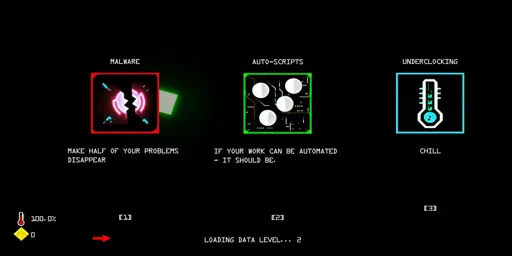 MALWARE
AUTO-SCRIPTS
UNDERCLOCKING
MAKE HALF OF YOUR PROBLEMS
DISAPPEAR
IF YOUR WORK CAN BE AUTOMATED
- IT SHOULD BE.
CHILL
[1]
[2]
[3]
100.0%
0
LOADING DATA LEVEL... 2